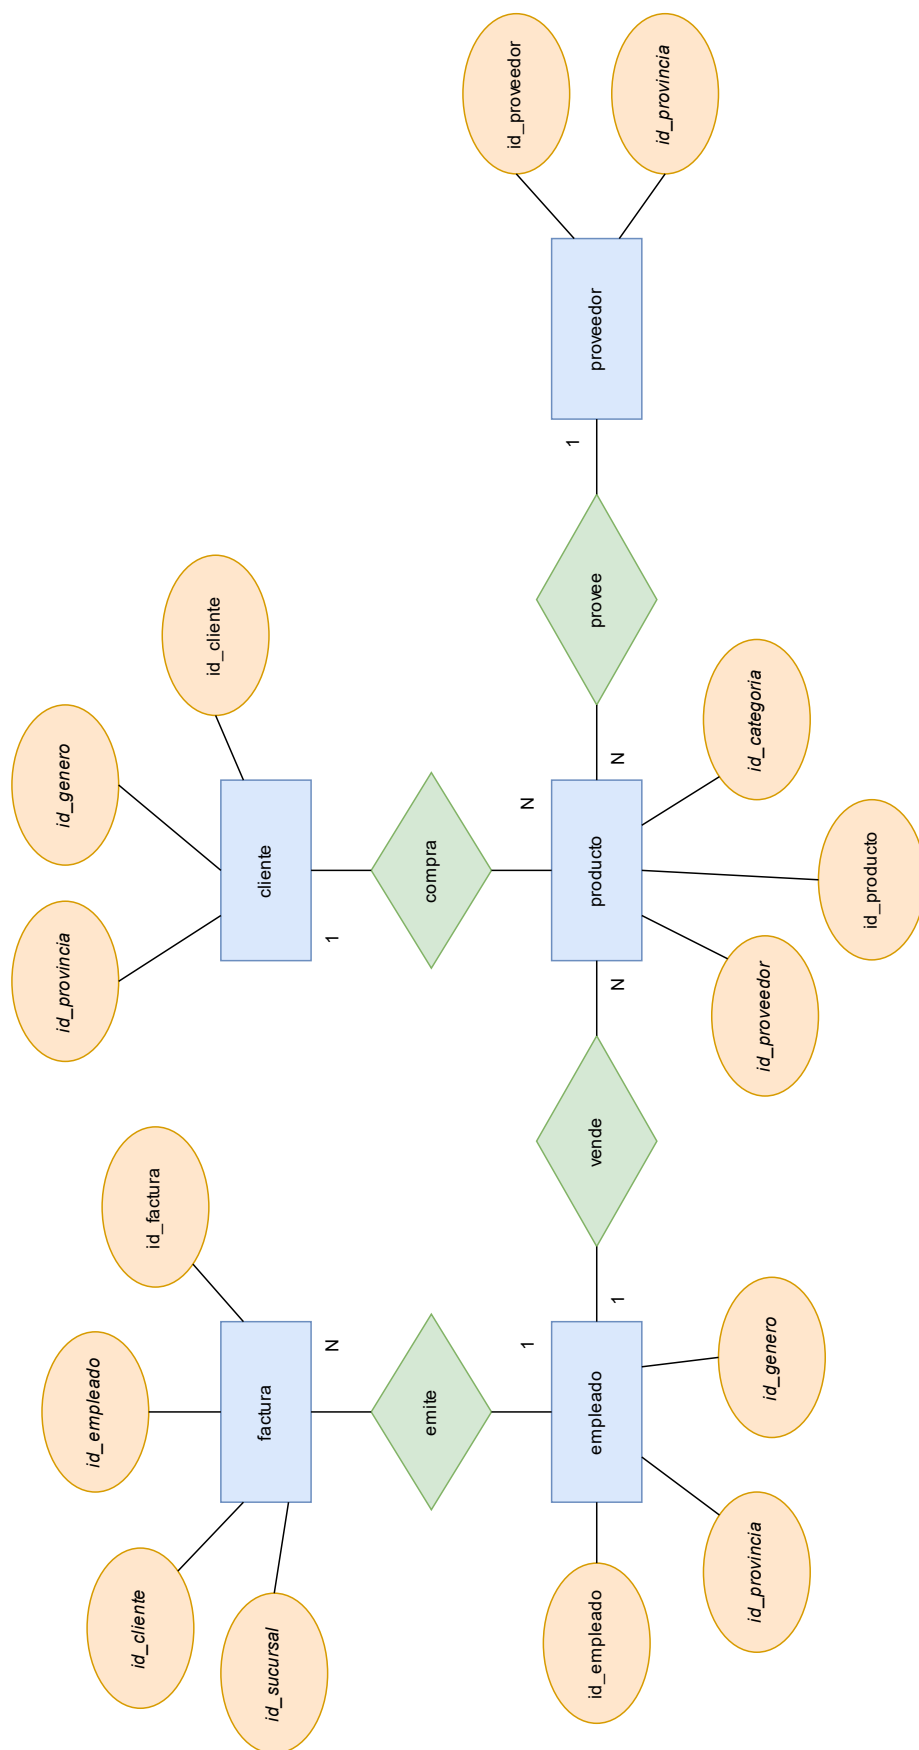 id_cliente
id_empleado
id_factura
id_provincia
id_genero
id_cliente
id_sucursal
factura
cliente
N
1
emite
compra
1
N
id_proveedor
id_empleado
empleado
vende
producto
provee
proveedor
1
N
N
1
id_provincia
id_provincia
id_genero
id_proveedor
id_producto
id_categoria